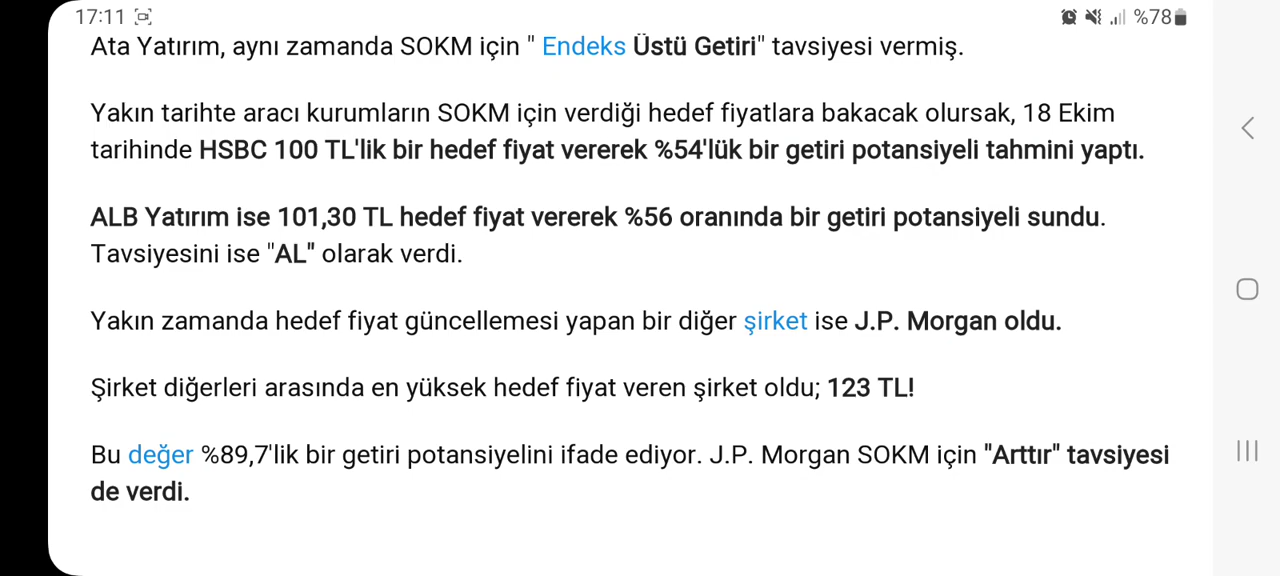 17:11 %78
Ata Yatırım, aynı zamanda SOKM için " Endeks Üstü Getiri" tavsiyesi vermiş.
Yakın tarihte aracı kurumların SOKM için verdiği hedef fiyatlara bakacak olursak, 18 Ekim
tarihinde HSBC 100 TL'lik bir hedef fiyat vererek %54'lük bir getiri potansiyeli tahmini yaptı.
ALB Yatırım ise 101,30 TL hedef fiyat vererek %56 oranında bir getiri potansiyeli sundu.
Tavsiyesini ise "AL" olarak verdi.
Yakın zamanda hedef fiyat güncellemesi yapan bir diğer şirket ise J.P. Morgan oldu.
Şirket diğerleri arasında en yüksek hedef fiyat veren şirket oldu; 123 TL!
Bu değer %89,7'lik bir getiri potansiyelini ifade ediyor. J.P. Morgan SOKM için "Arttır" tavsiyesi
de verdi.